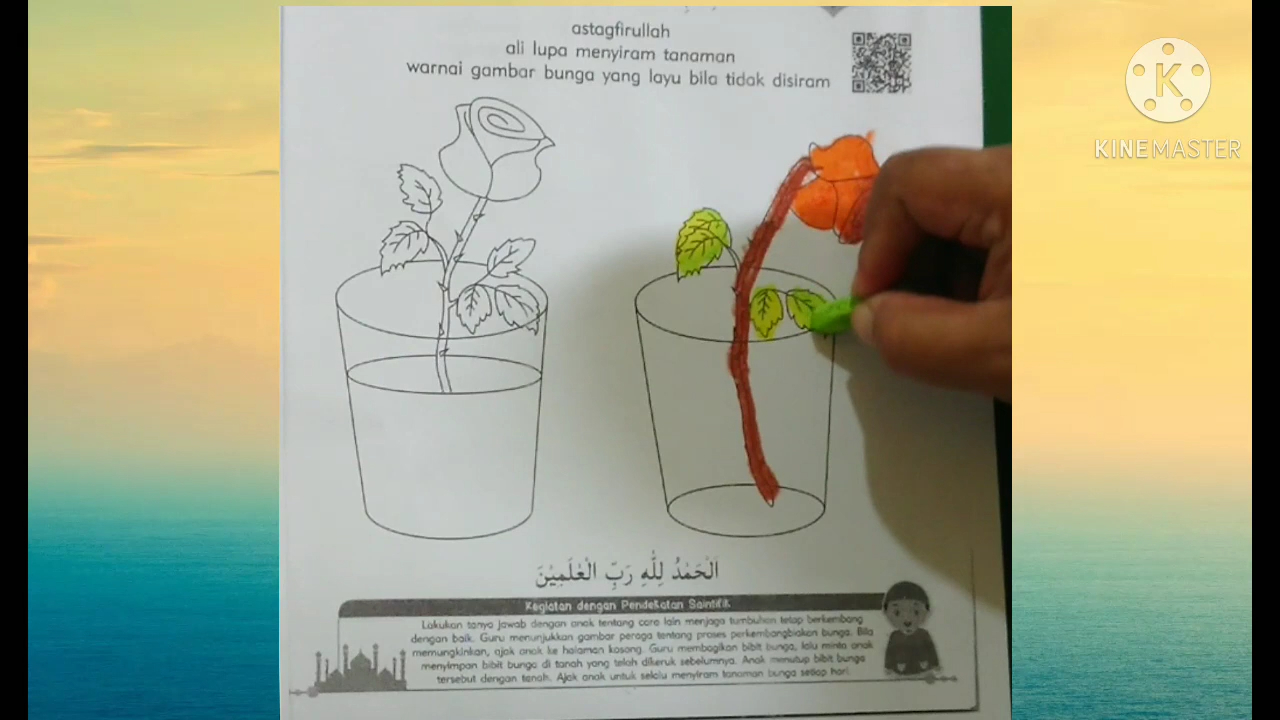 astagfirullah
ali lupa menyiram tanaman
warnai gambar bunga yang layu bila tidak disiram
K
KINEMASTER
اَلْحَمْدُ لِلّٰهِ رَبِّ الْعٰلَمِيْنَ
Kegiatan dengan Pendekatan Saintifik
Lakukan tanya jawab dengan anak tentang cara lain menjaga tumbuhan tetap berkembang
dengan baik. Guru menunjukkan gambar peraga tentang proses perkembangbiakan bunga. Bila
memungkinkan, ajak anak ke halaman kosong. Guru membagikan bibit bunga, lalu minta anak
menyimpan bibit bunga di tanah yang telah dikeruk sebelumnya. Anak menutup bibit bunga
tersebut dengan tanah. Ajak anak untuk selalu menyiram tanaman bunga setiap hari.